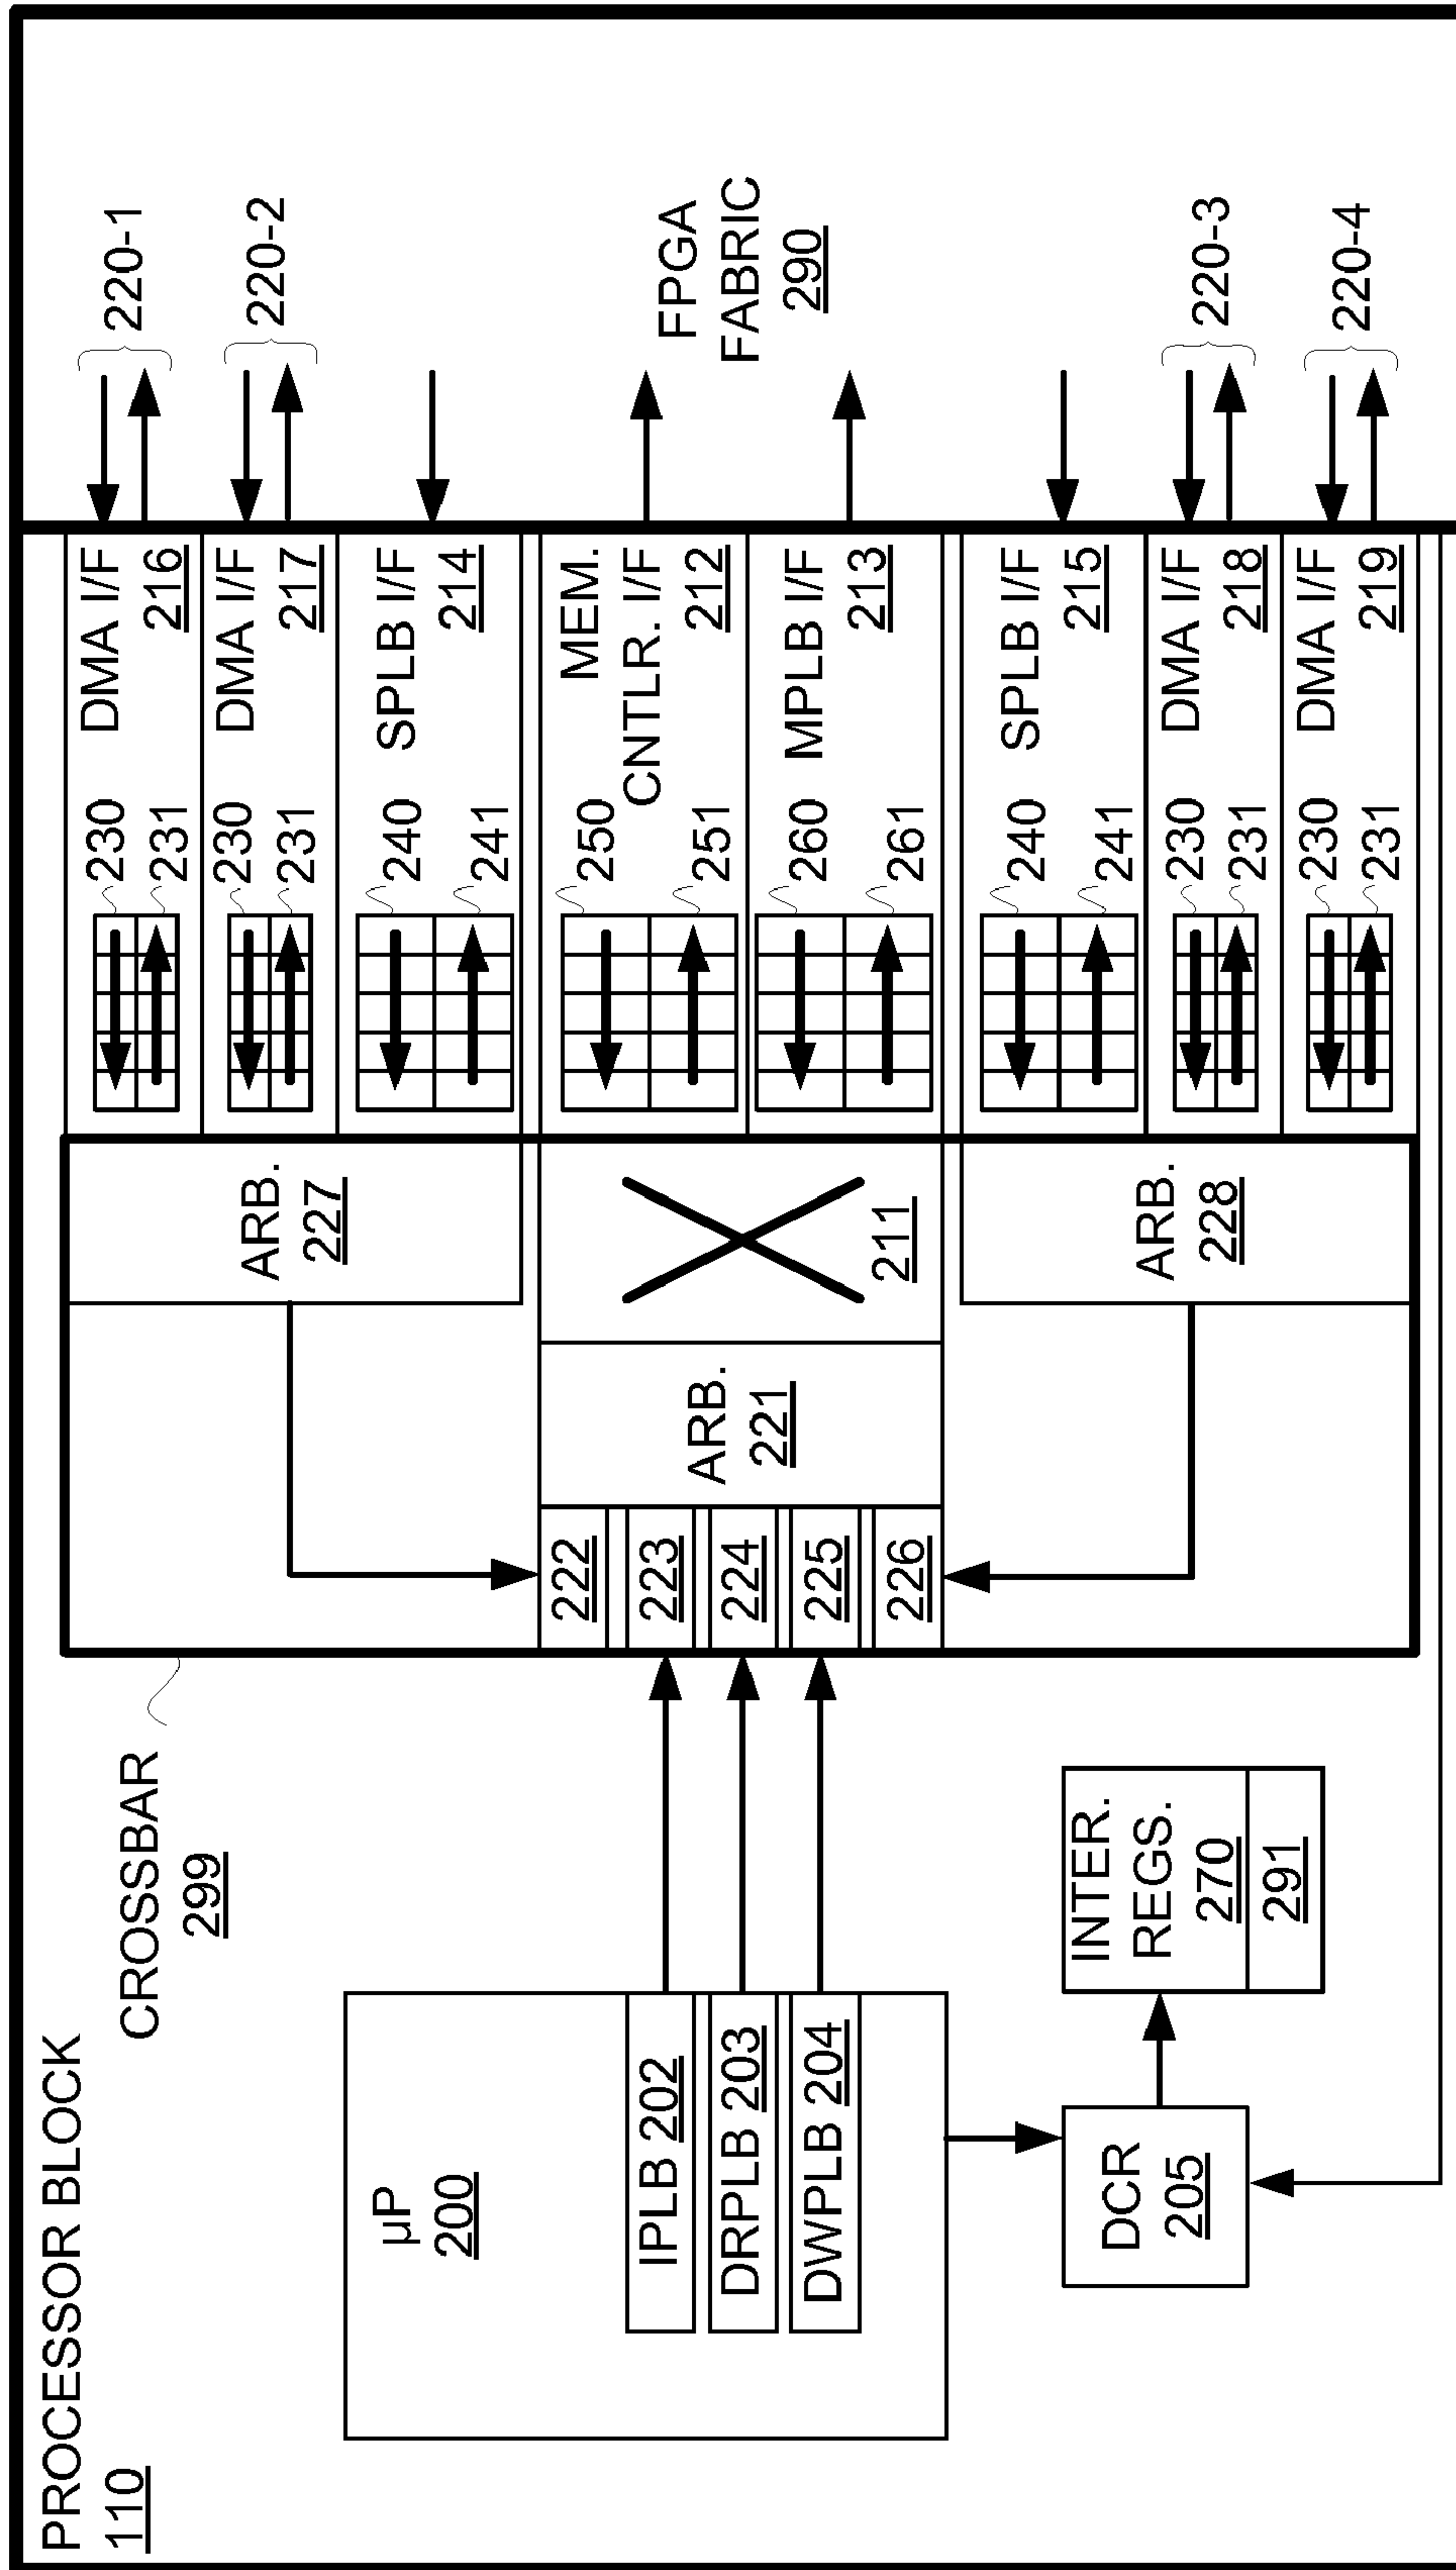 PROCESSOR BLOCK
110
CROSSBAR
299
µP
200
IPLB 202
DRPLB 203
DWPLB 204
DCR
205
INTER.
REGS.
270
291
222
223
224
225
226
ARB.
221
ARB.
227
211
ARB.
228
230
231
DMA I/F
216
230
231
DMA I/F
217
240
241
SPLB I/F
214
250
251
MEM.
CNTLR. I/F
212
260
261
MPLB I/F
213
240
241
SPLB I/F
215
230
231
DMA I/F
218
230
231
DMA I/F
219
220-1
220-2
FPGA
FABRIC
290
220-3
220-4